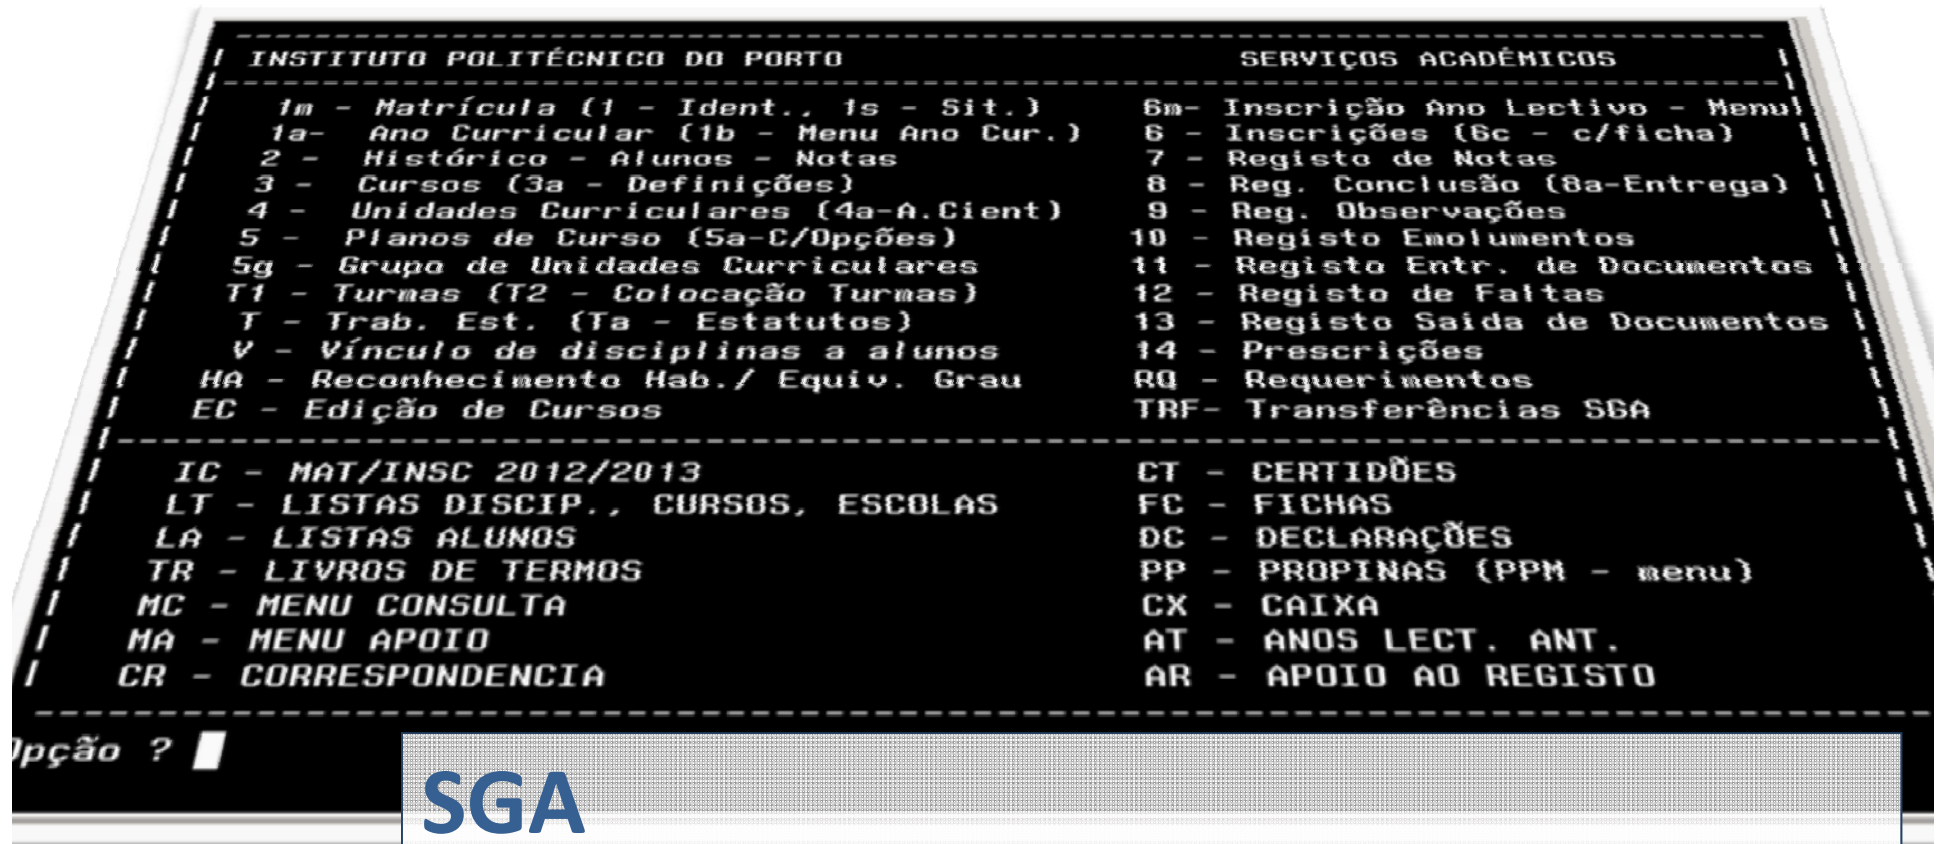 INSTITUTO POLITÉCNICO DO PORTO SERVIÇOS ACADÉMICOS
1m - Matrícula (1 - Ident., 1s - Sit.) 6m- Inscrição Ano Lectivo - Menu
1a- Ano Curricular (1b - Menu Ano Cur.) 6 - Inscrições (6c - c/ficha)
2 - Histórico - Alunos - Notas 7 - Registo de Notas
3 - Cursos (3a - Definições) 8 - Reg. Conclusão (8a-Entrega)
4 - Unidades Curriculares (4a-A.Cient) 9 - Reg. Observações
5 - Planos de Curso (5a-C/Opções) 10 - Registo Emolumentos
5g - Grupo de Unidades Curriculares 11 - Registo Entr. de Documentos
T1 - Turmas (T2 - Colocação Turmas) 12 - Registo de Faltas
T - Trab. Est. (Ta - Estatutos) 13 - Registo Saida de Documentos
V - Vínculo de disciplinas a alunos 14 - Prescrições
HA - Reconhecimento Hab./ Equiv. Grau RQ - Requerimentos
EC - Edição de Cursos TRF- Transferências SGA
IC - MAT/INSC 2012/2013 CT - CERTIDÕES
LT - LISTAS DISCIP., CURSOS, ESCOLAS FC - FICHAS
LA - LISTAS ALUNOS DC - DECLARAÇÕES
TR - LIVROS DE TERMOS PP - PROPINAS (PPM - menu)
MC - MENU CONSULTA CX - CAIXA
MA - MENU APOIO AT - ANOS LECT. ANT.
CR - CORRESPONDENCIA AR - APOIO AO REGISTO
Opção ?
SGA